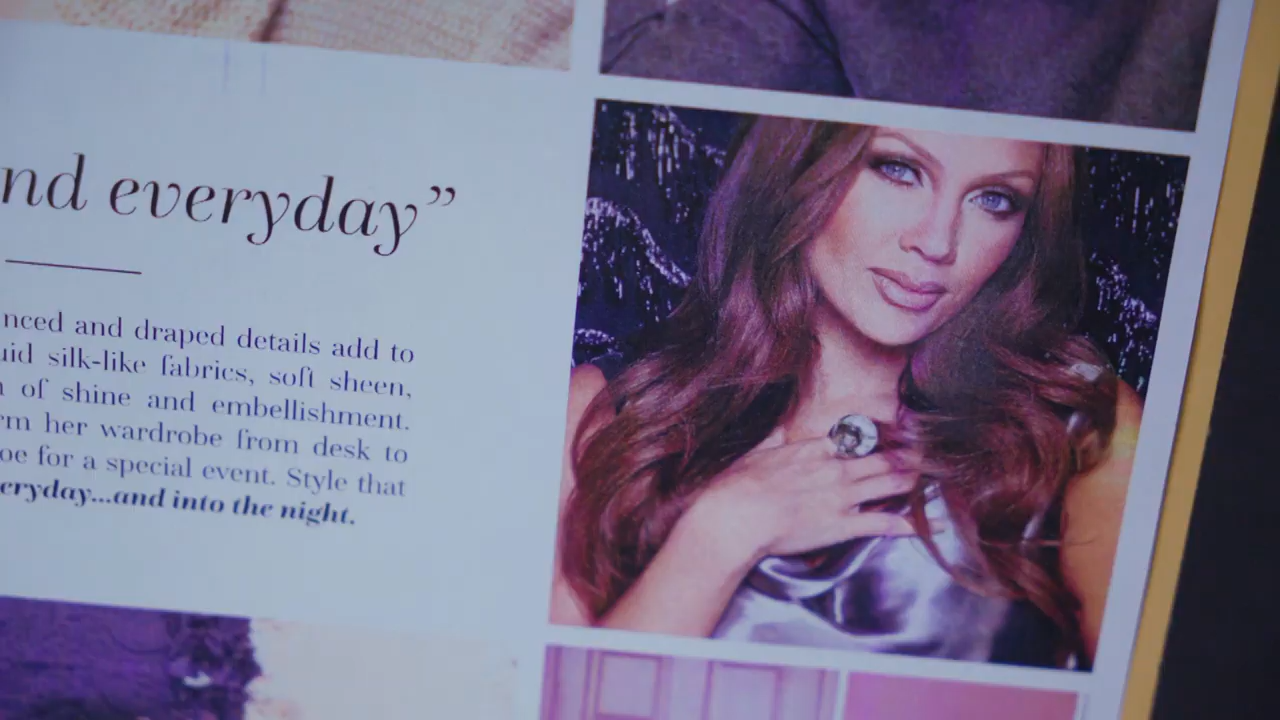 nd everyday”
nced and draped details add to
uid silk-like fabrics, soft sheen,
of shine and embellishment.
rm her wardrobe from desk to
oe for a special event. Style that
eryday...and into the night.